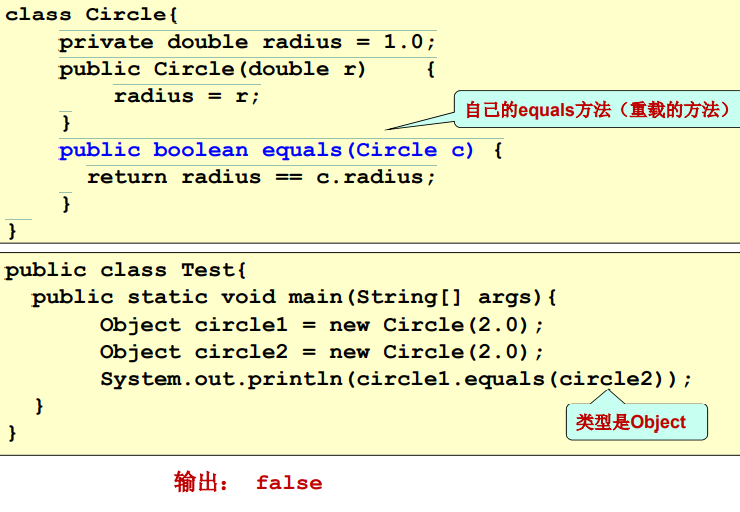 class Circle{
private double radius = 1.0;
public Circle(double r) {
radius = r;
}
自己的equals方法（重载的方法）
public boolean equals(Circle c) {
return radius == c.radius;
}
}
public class Test{
public static void main(String[] args){
Object circle1 = new Circle(2.0);
Object circle2 = new Circle(2.0);
System.out.println(circle1.equals(circle2));
}
类型是Object
}
输出： false